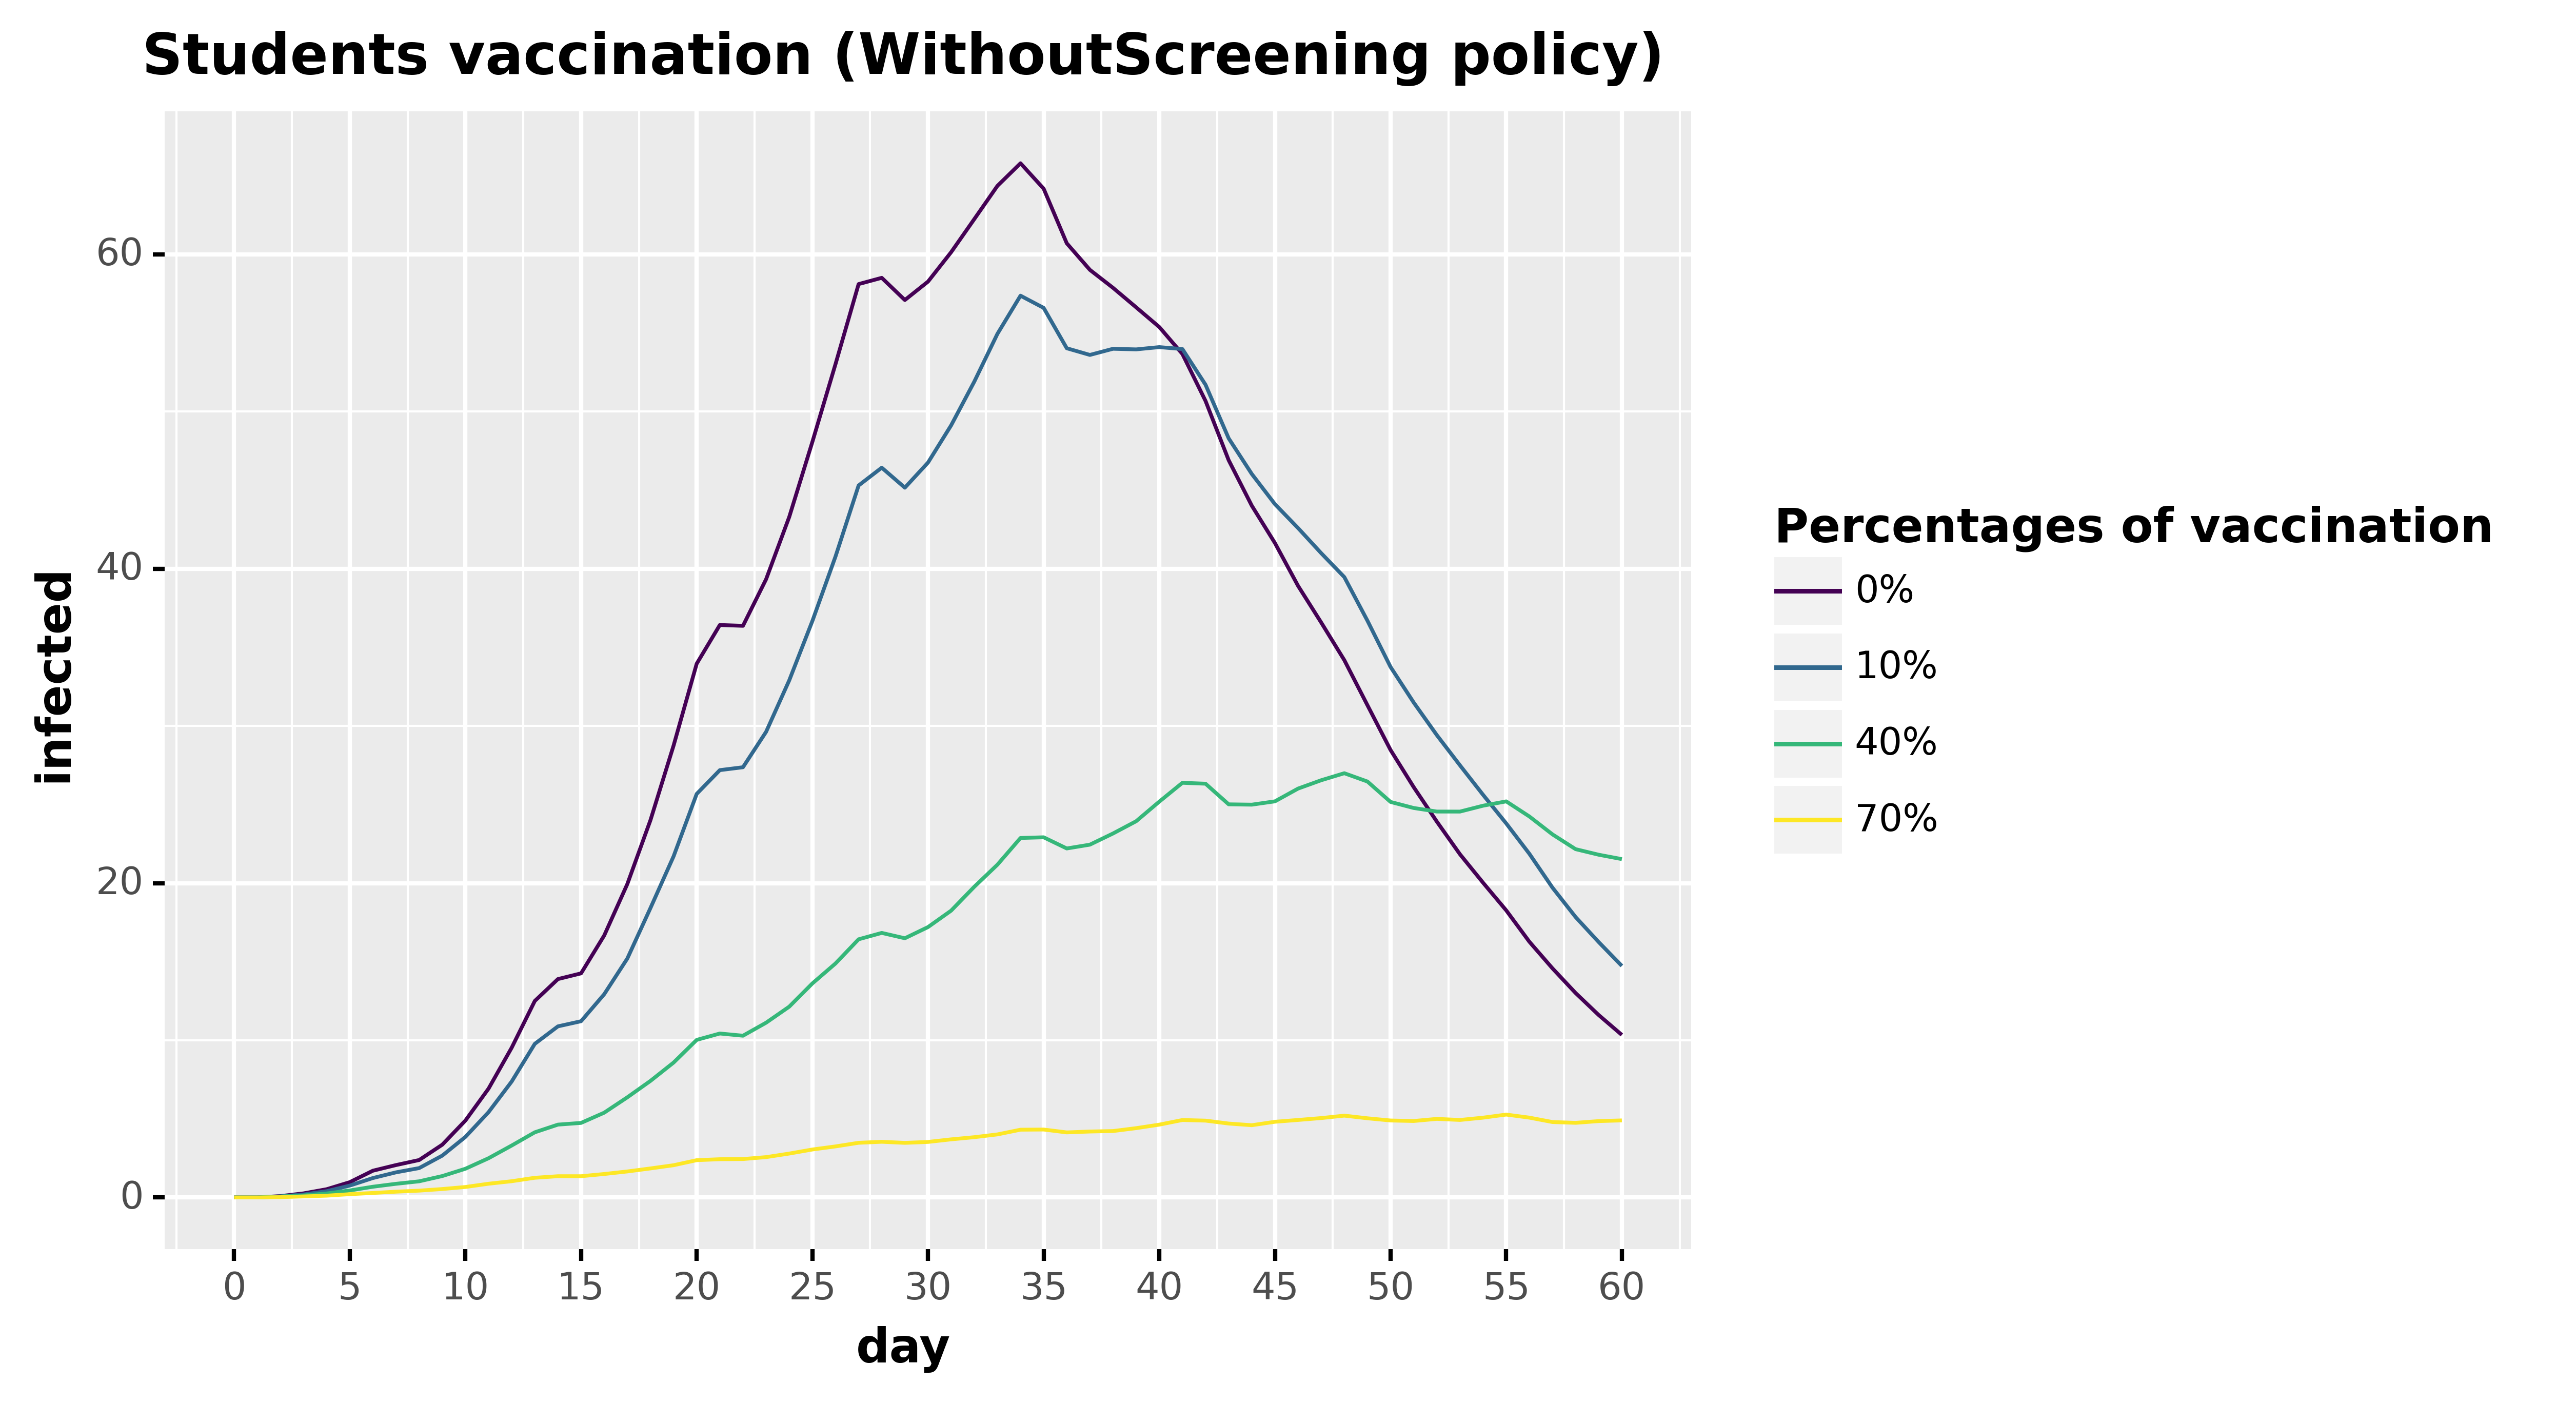 Students vaccination (WithoutScreening policy)
infected
60
40
20
0
0 5 10 15 20 25 30 35 40 45 50 55 60
day
Percentages of vaccination
0%
10%
40%
70%